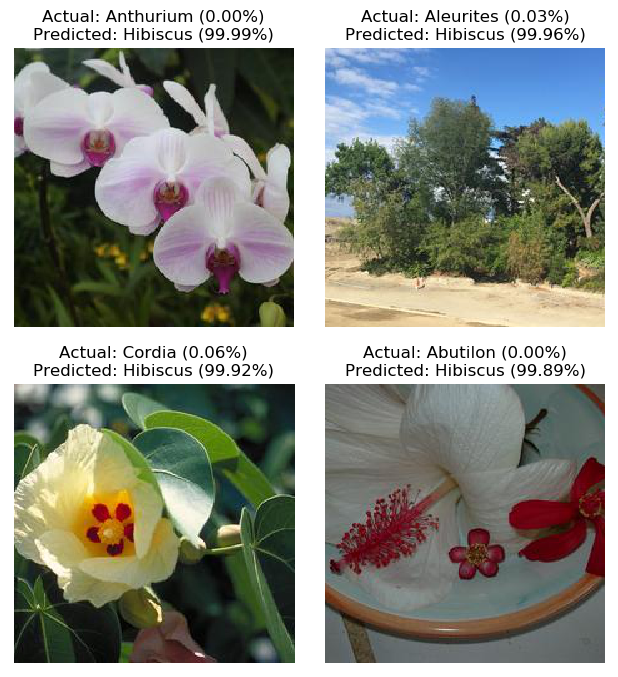 Actual: Anthurium (0.00%)
Predicted: Hibiscus (99.99%)
Actual: Aleurites (0.03%)
Predicted: Hibiscus (99.96%)
Actual: Cordia (0.06%)
Predicted: Hibiscus (99.92%)
Actual: Abutilon (0.00%)
Predicted: Hibiscus (99.89%)